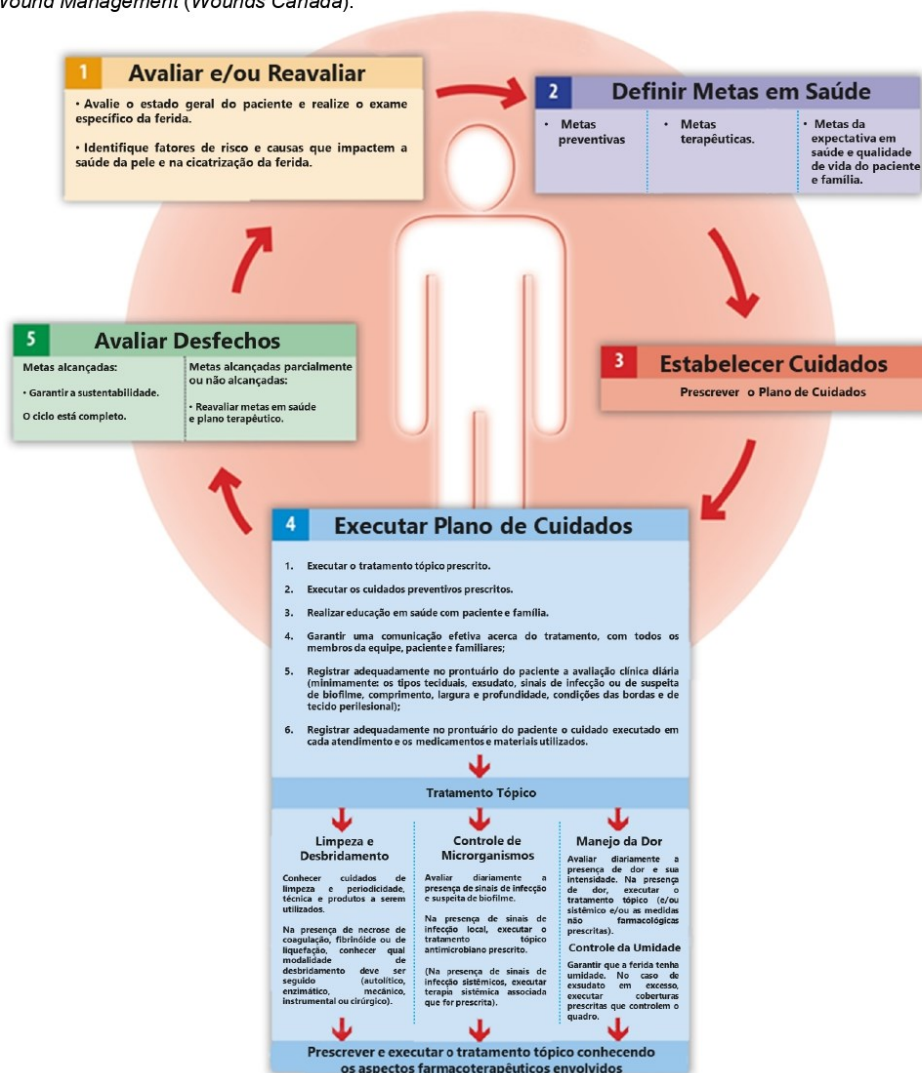 Wound Management (Wounds Canada).
1 Avaliar e/ou Reavaliar
• Avalie o estado geral do paciente e realize o exame
específico da ferida.
• Identifique fatores de risco e causas que impactem a
saúde da pele e na cicatrização da ferida.
2 Definir Metas em Saúde
• Metas
preventivas
• Metas
terapêuticas.
• Metas da
expectativa em
saúde e qualidade
de vida do paciente
e família.
3 Estabelecer Cuidados
Prescrever o Plano de Cuidados
4 Executar Plano de Cuidados
1. Executar o tratamento tópico prescrito.
2. Executar os cuidados preventivos prescritos.
3. Realizar educação em saúde com paciente e família.
4. Garantir uma comunicação efetiva acerca do tratamento, com todos os
membros da equipe, paciente e familiares;
5. Registrar adequadamente no prontuário do paciente a avaliação clínica diária
(minimamente: os tipos teciduais, exsudato, sinais de infecção ou de suspeita
de biofilme, comprimento, largura e profundidade, condições das bordas e de
tecido perilesional);
6. Registrar adequadamente no prontuário do paciente o cuidado executado em
cada atendimento e os medicamentos e materiais utilizados.
Tratamento Tópico
Limpeza e
Desbridamento
Conhecer cuidados de
limpeza e periodicidade,
técnica e produtos a serem
utilizados.
Na presença de necrose de
coagulação, fibrinóide ou de
liquefação, conhecer qual
modalidade de
desbridamento deve ser
seguido (autolítico,
enzimático, mecânico,
instrumental ou cirúrgico).
Controle de
Microrganismos
Avaliar diariamente a
presença de sinais de infecção
e suspeita de biofilme.
Na presença de sinais de
infecção local, executar o
tratamento tópico
antimicrobiano prescrito.
(Na presença de sinais de
infecção sistêmicos, executar
terapia sistêmica associada
que for prescrita).
Manejo da Dor
Avaliar diariamente a
presença de dor e sua
intensidade. Na presença
de dor, executar o
tratamento tópico (e/ou
sistêmico e/ou as medidas
não farmacológicas
prescritas).
Controle da Umidade
Garantir que a ferida tenha
umidade. No caso de
exsudato em excesso,
executar coberturas
prescritas que controlem o
quadro.
Prescrever e executar o tratamento tópico conhecendo
os aspectos farmacoterapêuticos envolvidos
5 Avaliar Desfechos
Metas alcançadas:
• Garantir a sustentabilidade.
O ciclo está completo.
Metas alcançadas parcialmente
ou não alcançadas:
• Reavaliar metas em saúde
e plano terapêutico.